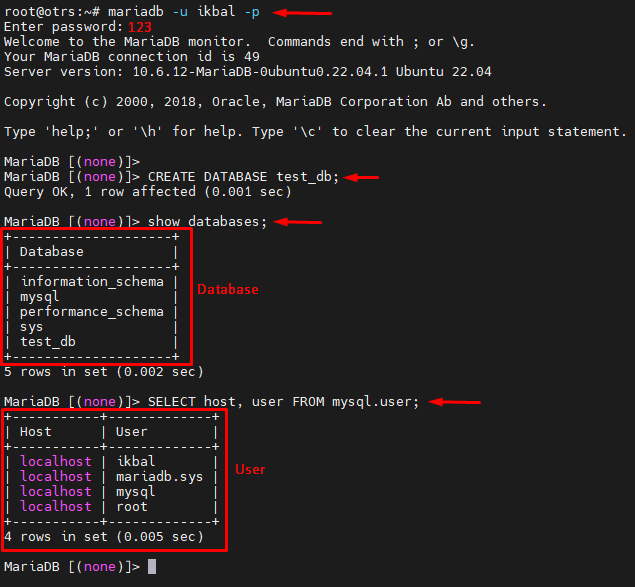 root@otrs:~# mariadb -u ikbal -p
Enter password: 123
Welcome to the MariaDB monitor.  Commands end with ; or \g.
Your MariaDB connection id is 49
Server version: 10.6.12-MariaDB-0ubuntu0.22.04.1 Ubuntu 22.04

Copyright (c) 2000, 2018, Oracle, MariaDB Corporation Ab and others.

Type 'help;' or '\h' for help. Type '\c' to clear the current input statement.

MariaDB [(none)]>
MariaDB [(none)]> CREATE DATABASE test_db;
Query OK, 1 row affected (0.001 sec)

MariaDB [(none)]> show databases;
+--------------------+
| Database           |
+--------------------+
| information_schema |
| mysql              |
| performance_schema |
| sys                |
| test_db            |
+--------------------+
Database
5 rows in set (0.002 sec)

MariaDB [(none)]> SELECT host, user FROM mysql.user;
+-----------+-------------+
| Host      | User        |
+-----------+-------------+
| localhost | ikbal       |
| localhost | mariadb.sys |
| localhost | mysql       |
| localhost | root        |
+-----------+-------------+
User
4 rows in set (0.005 sec)

MariaDB [(none)]>